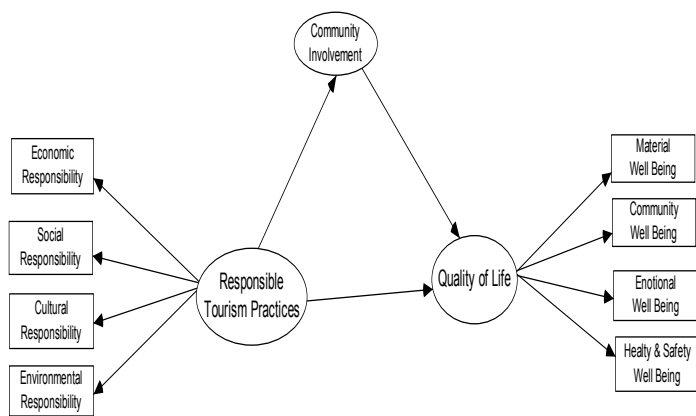 Community
Involvement
Economic
Responsibility
Social
Responsibility
Cultural
Responsibility
Environmental
Responsibility
Responsible
Tourism Practices
Quality of Life
Material
Well Being
Community
Well Being
Enotional
Well Being
Healty & Safety
Well Being